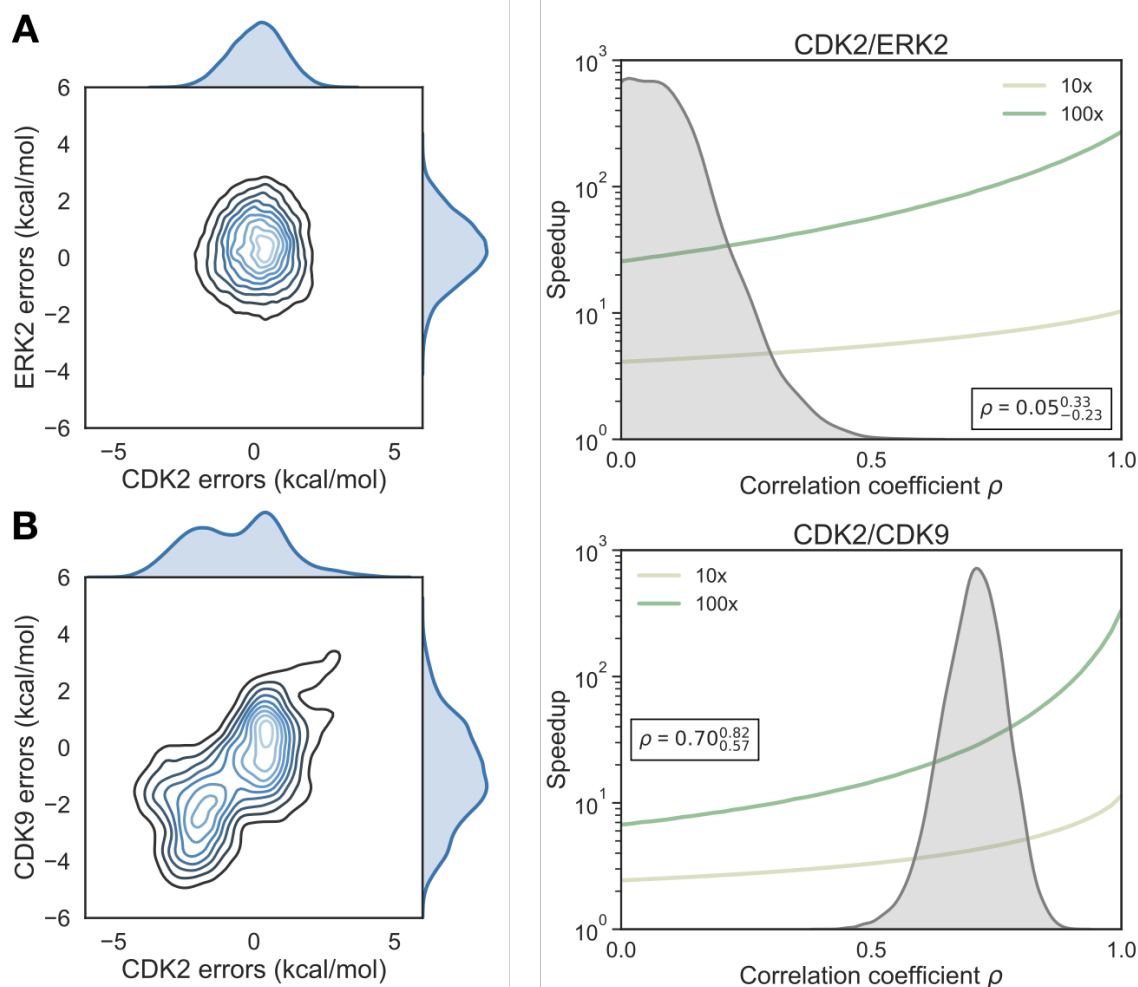 A
6
4
2
0
−2
−4
−6
ERK2 errors (kcal/mol)
−5 0 5
CDK2 errors (kcal/mol)
CDK2/ERK2
10x
100x
10³
10²
10¹
10⁰
Speedup
ρ = 0.05 0.33 −0.23
0.0 0.5 1.0
Correlation coefficient ρ
B
6
4
2
0
−2
−4
−6
CDK9 errors (kcal/mol)
−5 0 5
CDK2 errors (kcal/mol)
CDK2/CDK9
10x
100x
10³
10²
10¹
10⁰
Speedup
ρ = 0.70 0.82 0.57
0.0 0.5 1.0
Correlation coefficient ρ